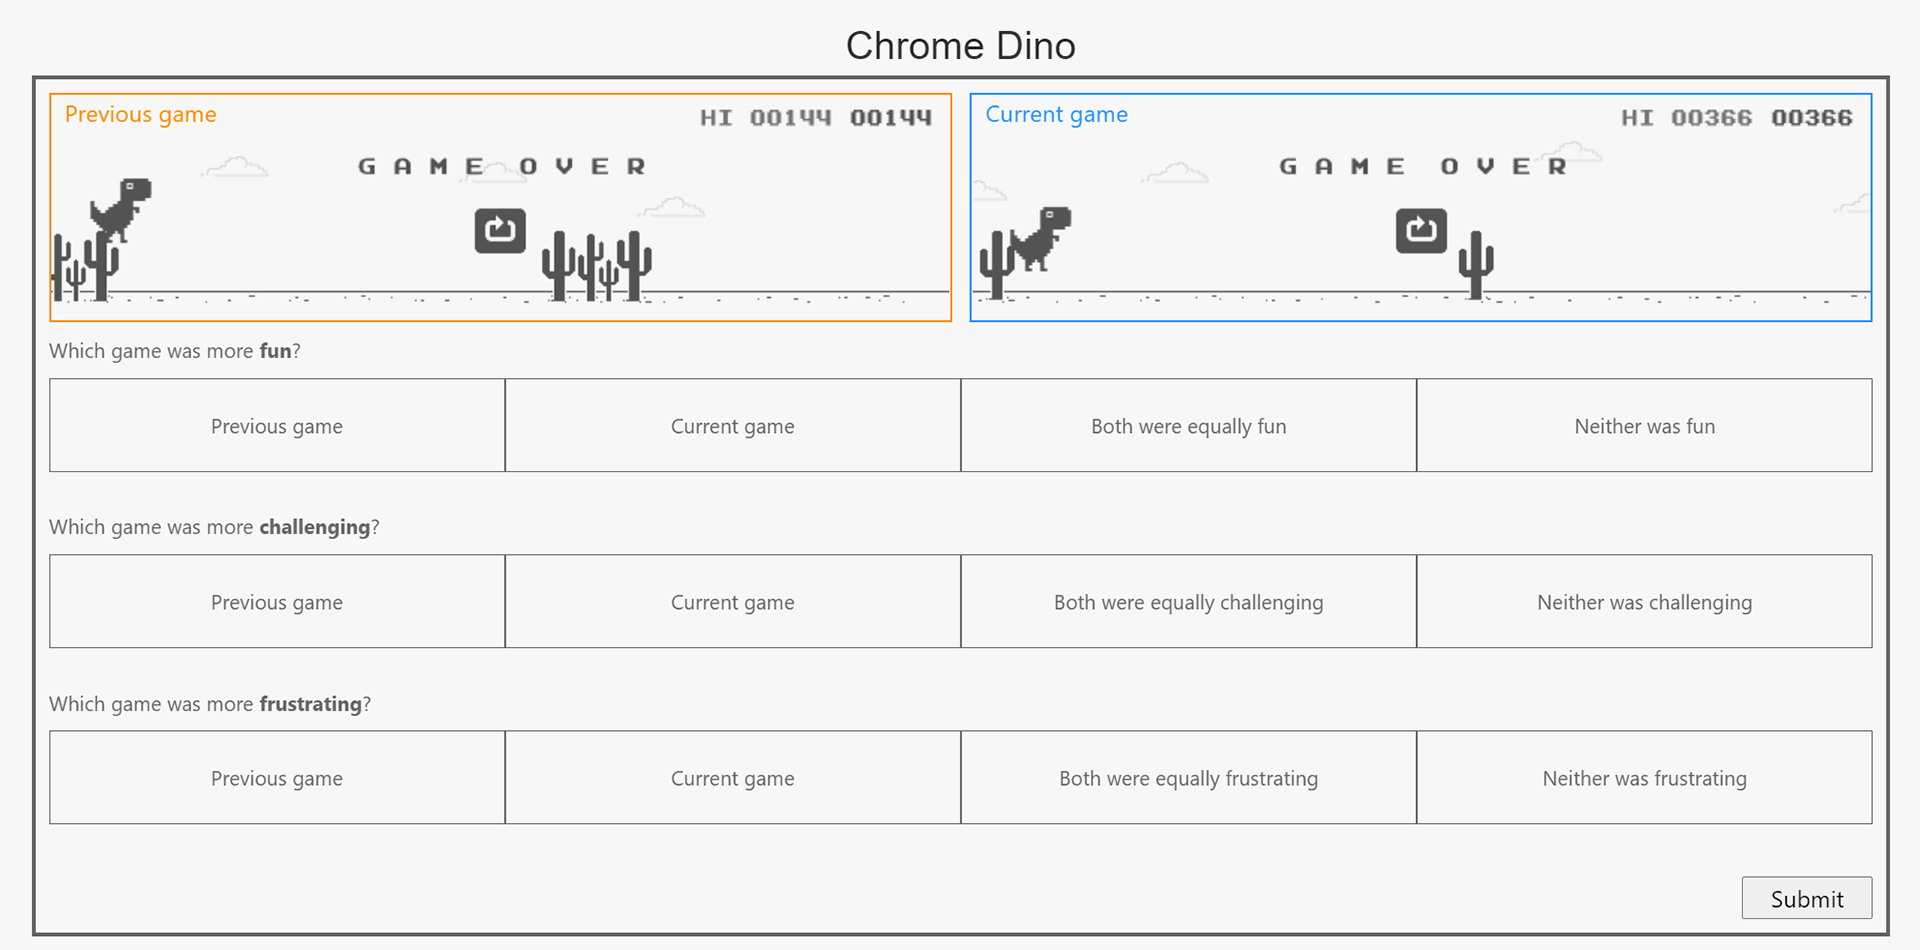 Chrome Dino
Previous game
HI 00144 00144
GAME OVER
Current game
HI 00366 00366
GAME OVER
Which game was more fun?
Previous game
Current game
Both were equally fun
Neither was fun
Which game was more challenging?
Previous game
Current game
Both were equally challenging
Neither was challenging
Which game was more frustrating?
Previous game
Current game
Both were equally frustrating
Neither was frustrating
Submit